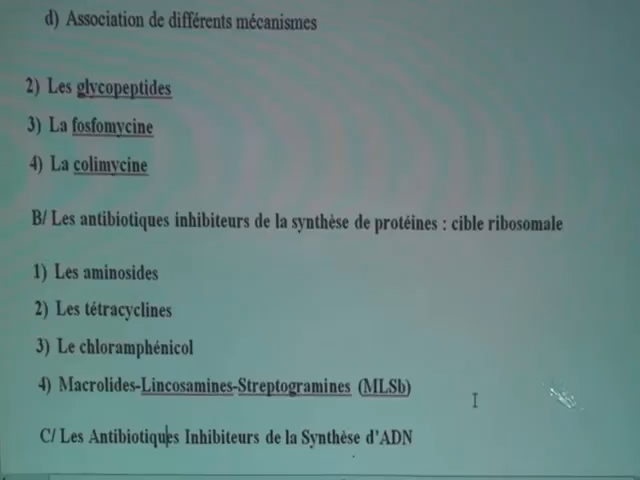 d) Association de différents mécanismes
2) Les glycopeptides
3) La fosfomycine
4) La colimycine
B/ Les antibiotiques inhibiteurs de la synthèse de protéines : cible ribosomale
1) Les aminosides
2) Les tétracyclines
3) Le chloramphénicol
4) Macrolides-Lincosamines-Streptogramines (MLSb)
C/ Les Antibiotiques Inhibiteurs de la Synthèse d'ADN